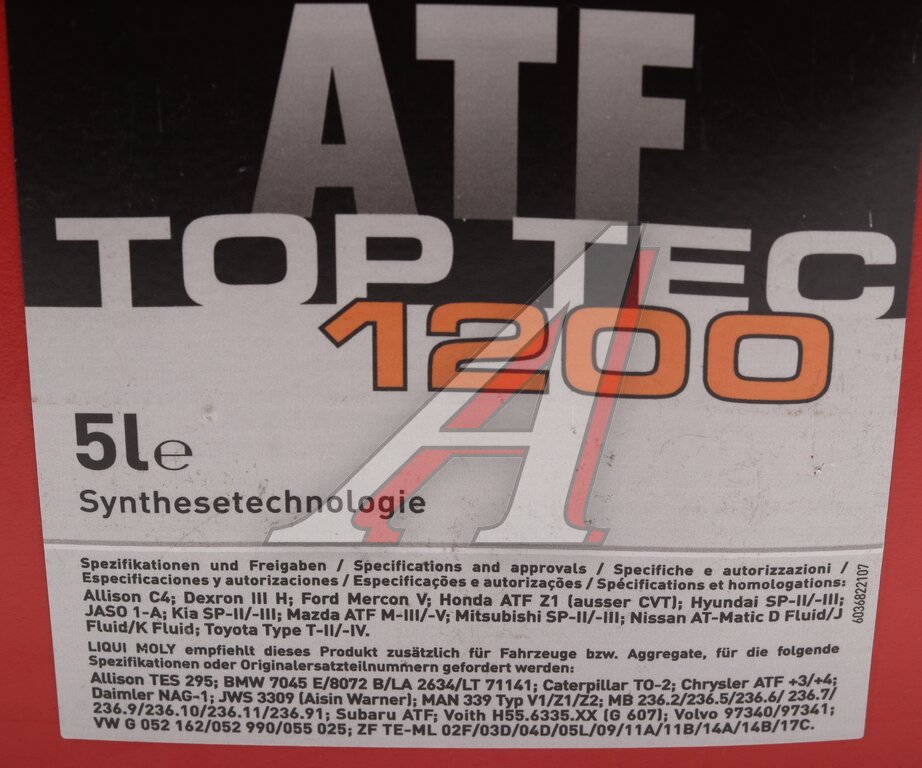 ATF
TOP TEC
1200
5l e
Synthesetechnologie
Spezifikationen und Freigaben / Specifications and approvals / Specifiche e autorizzazioni /
Especificaciones y autorizaciones / Especificações e autorizações / Spécifications et homologations:
Allison C4; Dexron III H; Ford Mercon V; Honda ATF Z1 (ausser CVT); Hyundai SP-II/-III;
JASO 1-A; Kia SP-II/-III; Mazda ATF M-III/-V; Mitsubishi SP-II/-III; Nissan AT-Matic D Fluid/J
Fluid/K Fluid; Toyota Type T-II/-IV.
LIQUI MOLY empfiehlt dieses Produkt zusätzlich für Fahrzeuge bzw. Aggregate, für die folgende
Spezifikationen oder Originalersatzteilnummern gefordert werden:
Allison TES 295; BMW 7045 E/8072 B/LA 2634/LT 71141; Caterpillar TO-2; Chrysler ATF +3/+4;
Daimler NAG-1; JWS 3309 (Aisin Warner); MAN 339 Typ V1/Z1/Z2; MB 236.2/236.5/236.6/ 236.7/
236.9/236.10/236.11/236.91; Subaru ATF; Voith H55.6335.XX (G 607); Volvo 97340/97341;
VW G 052 162/052 990/055 025; ZF TE-ML 02F/03D/04D/05L/09/11A/11B/14A/14B/17C.
6036822107